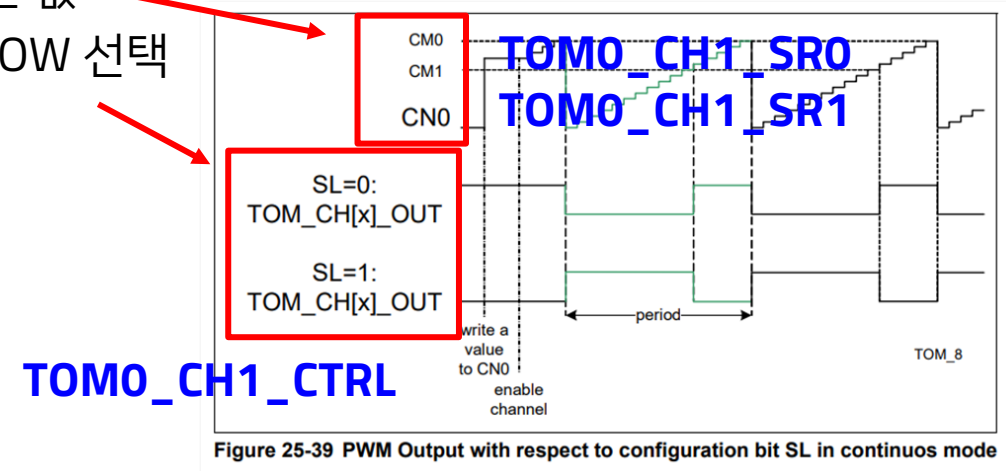 값
OW 선택
CM0
CM1
CN0
TOM0_CH1_SR0
TOM0_CH1_SR1
SL=0:
TOM_CH[x]_OUT
SL=1:
TOM_CH[x]_OUT
period
write a
value
to CN0
enable
channel
TOM_8
TOM0_CH1_CTRL
Figure 25-39 PWM Output with respect to configuration bit SL in continuos mode